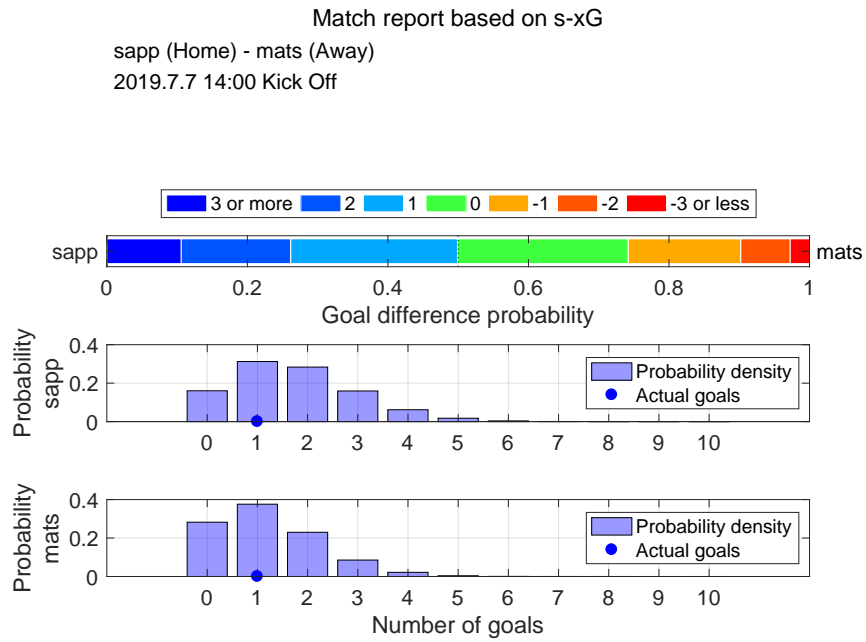 Match report based on s-xG
sapp (Home) - mats (Away)
2019.7.7 14:00 Kick Off
3 or more 2 1 0 -1 -2 -3 or less
sapp mats
0 0.2 0.4 0.6 0.8 1
Goal difference probability
Probability
sapp
0.4
0.2
0
Probability density
Actual goals
0 1 2 3 4 5 6 7 8 9 10
Probability
mats
0.4
0.2
0
Probability density
Actual goals
0 1 2 3 4 5 6 7 8 9 10
Number of goals